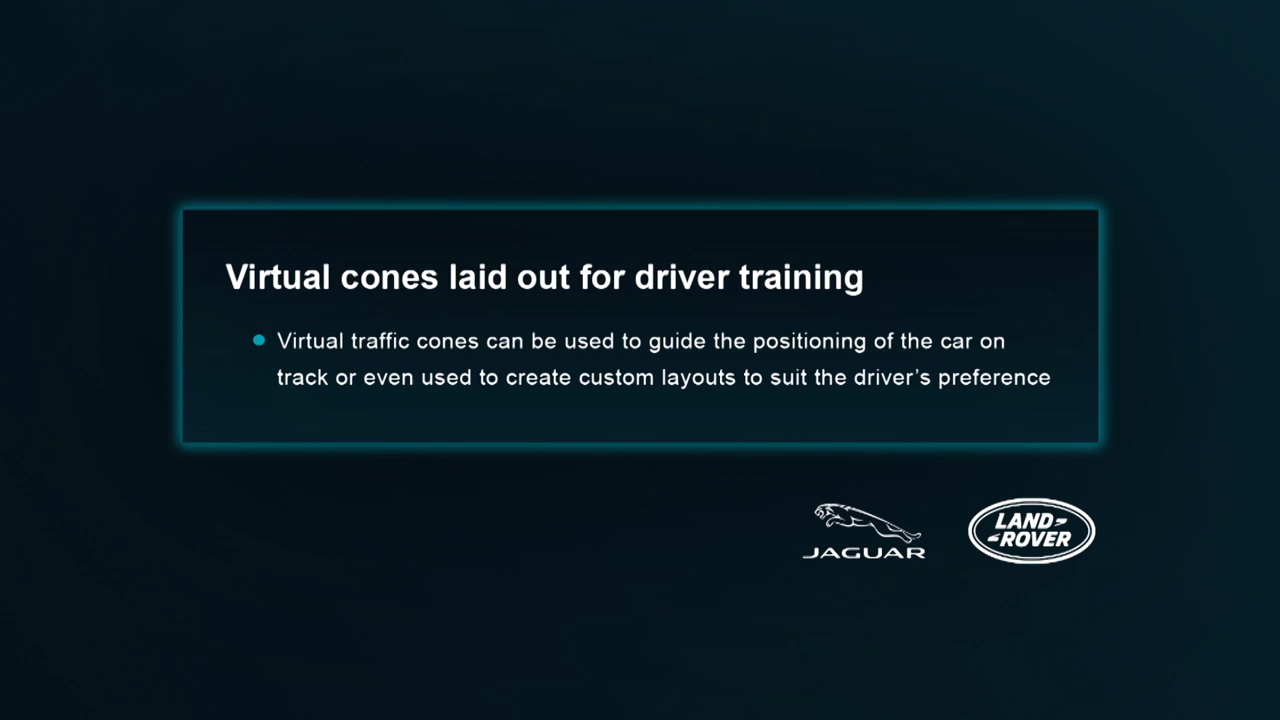 Virtual cones laid out for driver training
Virtual traffic cones can be used to guide the positioning of the car on
track or even used to create custom layouts to suit the driver’s preference
JAGUAR
LAND
ROVER